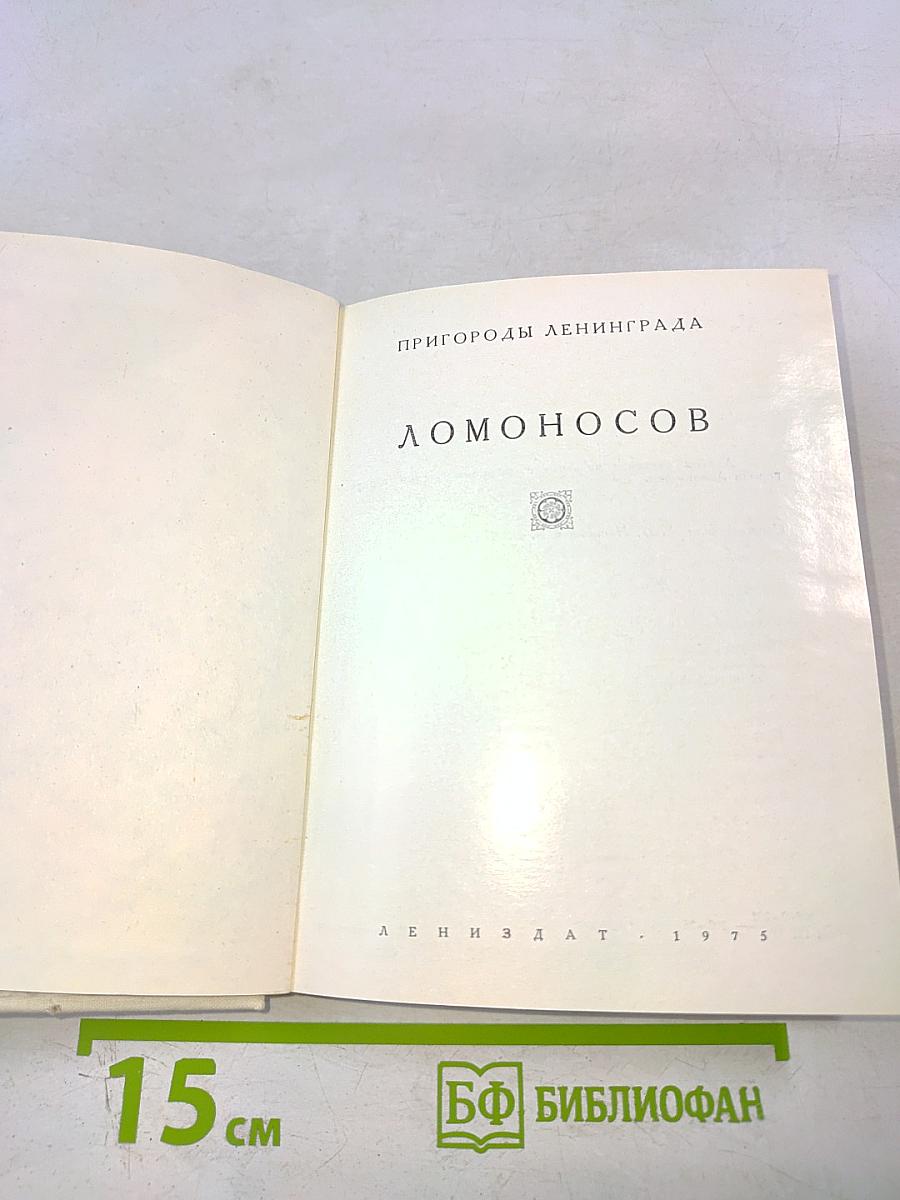 ПРИГОРОДЫ ЛЕНИНГРАДА
ЛОМОНОСОВ
ЛЕНИЗДАТ · 1975
15 см
БФ БИБЛИОФАН